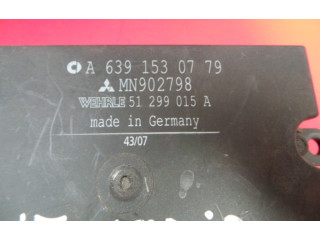 A 639 153 07 79
MN902798
WEHRLE 51 299 015 A
made in Germany
43/07